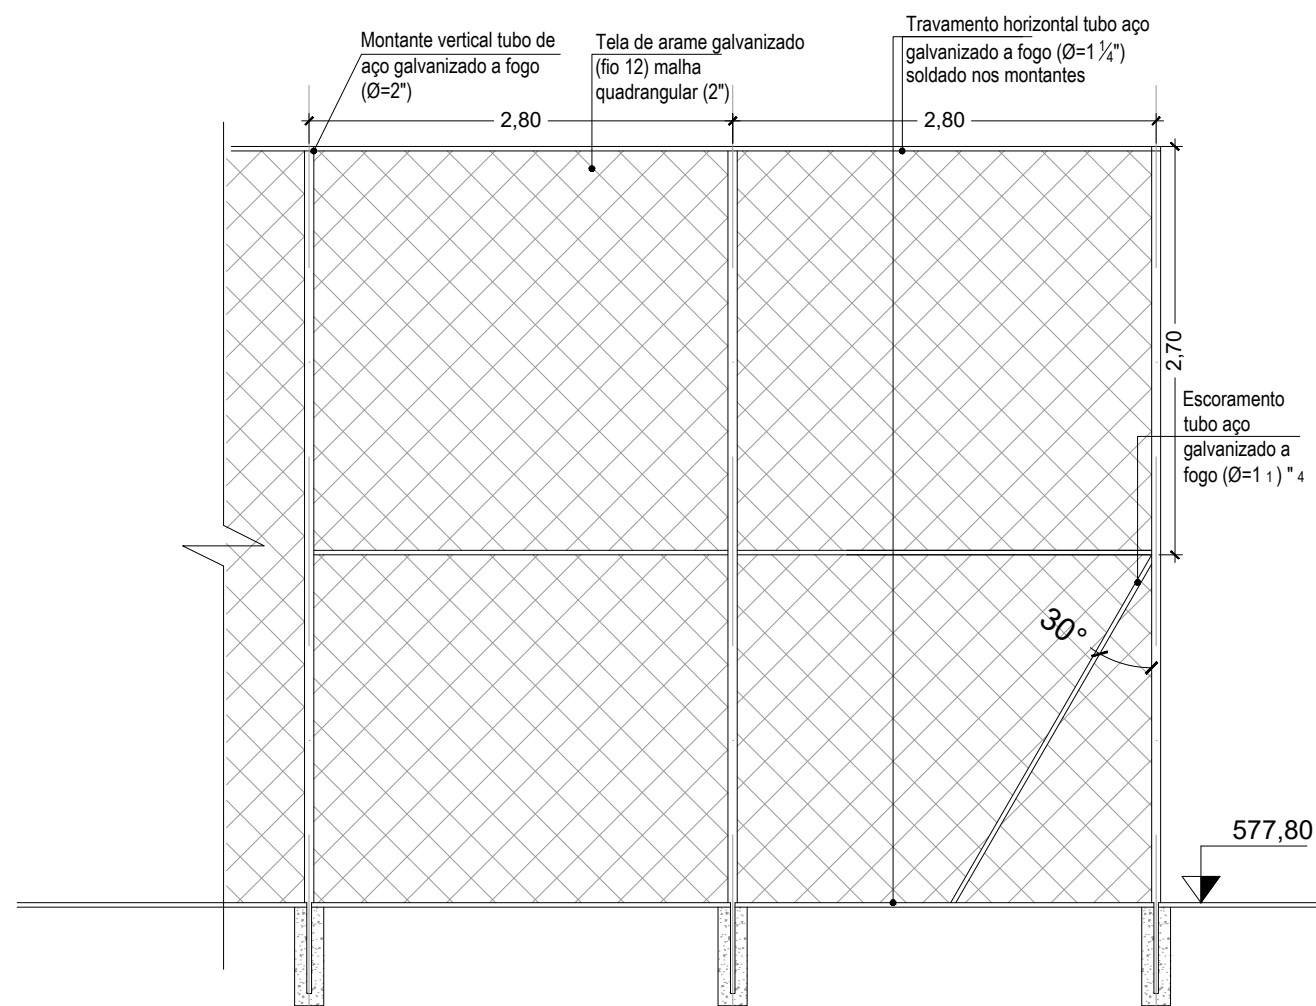 Montante vertical tubo de
aço galvanizado a fogo
(Ø=2")
Tela de arame galvanizado
(fio 12) malha
quadrangular (2")
Travamento horizontal tubo aço
galvanizado a fogo (Ø=1 ¼")
soldado nos montantes
2,80
2,80
2,70
Escoramento
tubo aço
galvanizado a
fogo (Ø=1 1 ) " 4
30°
577,80